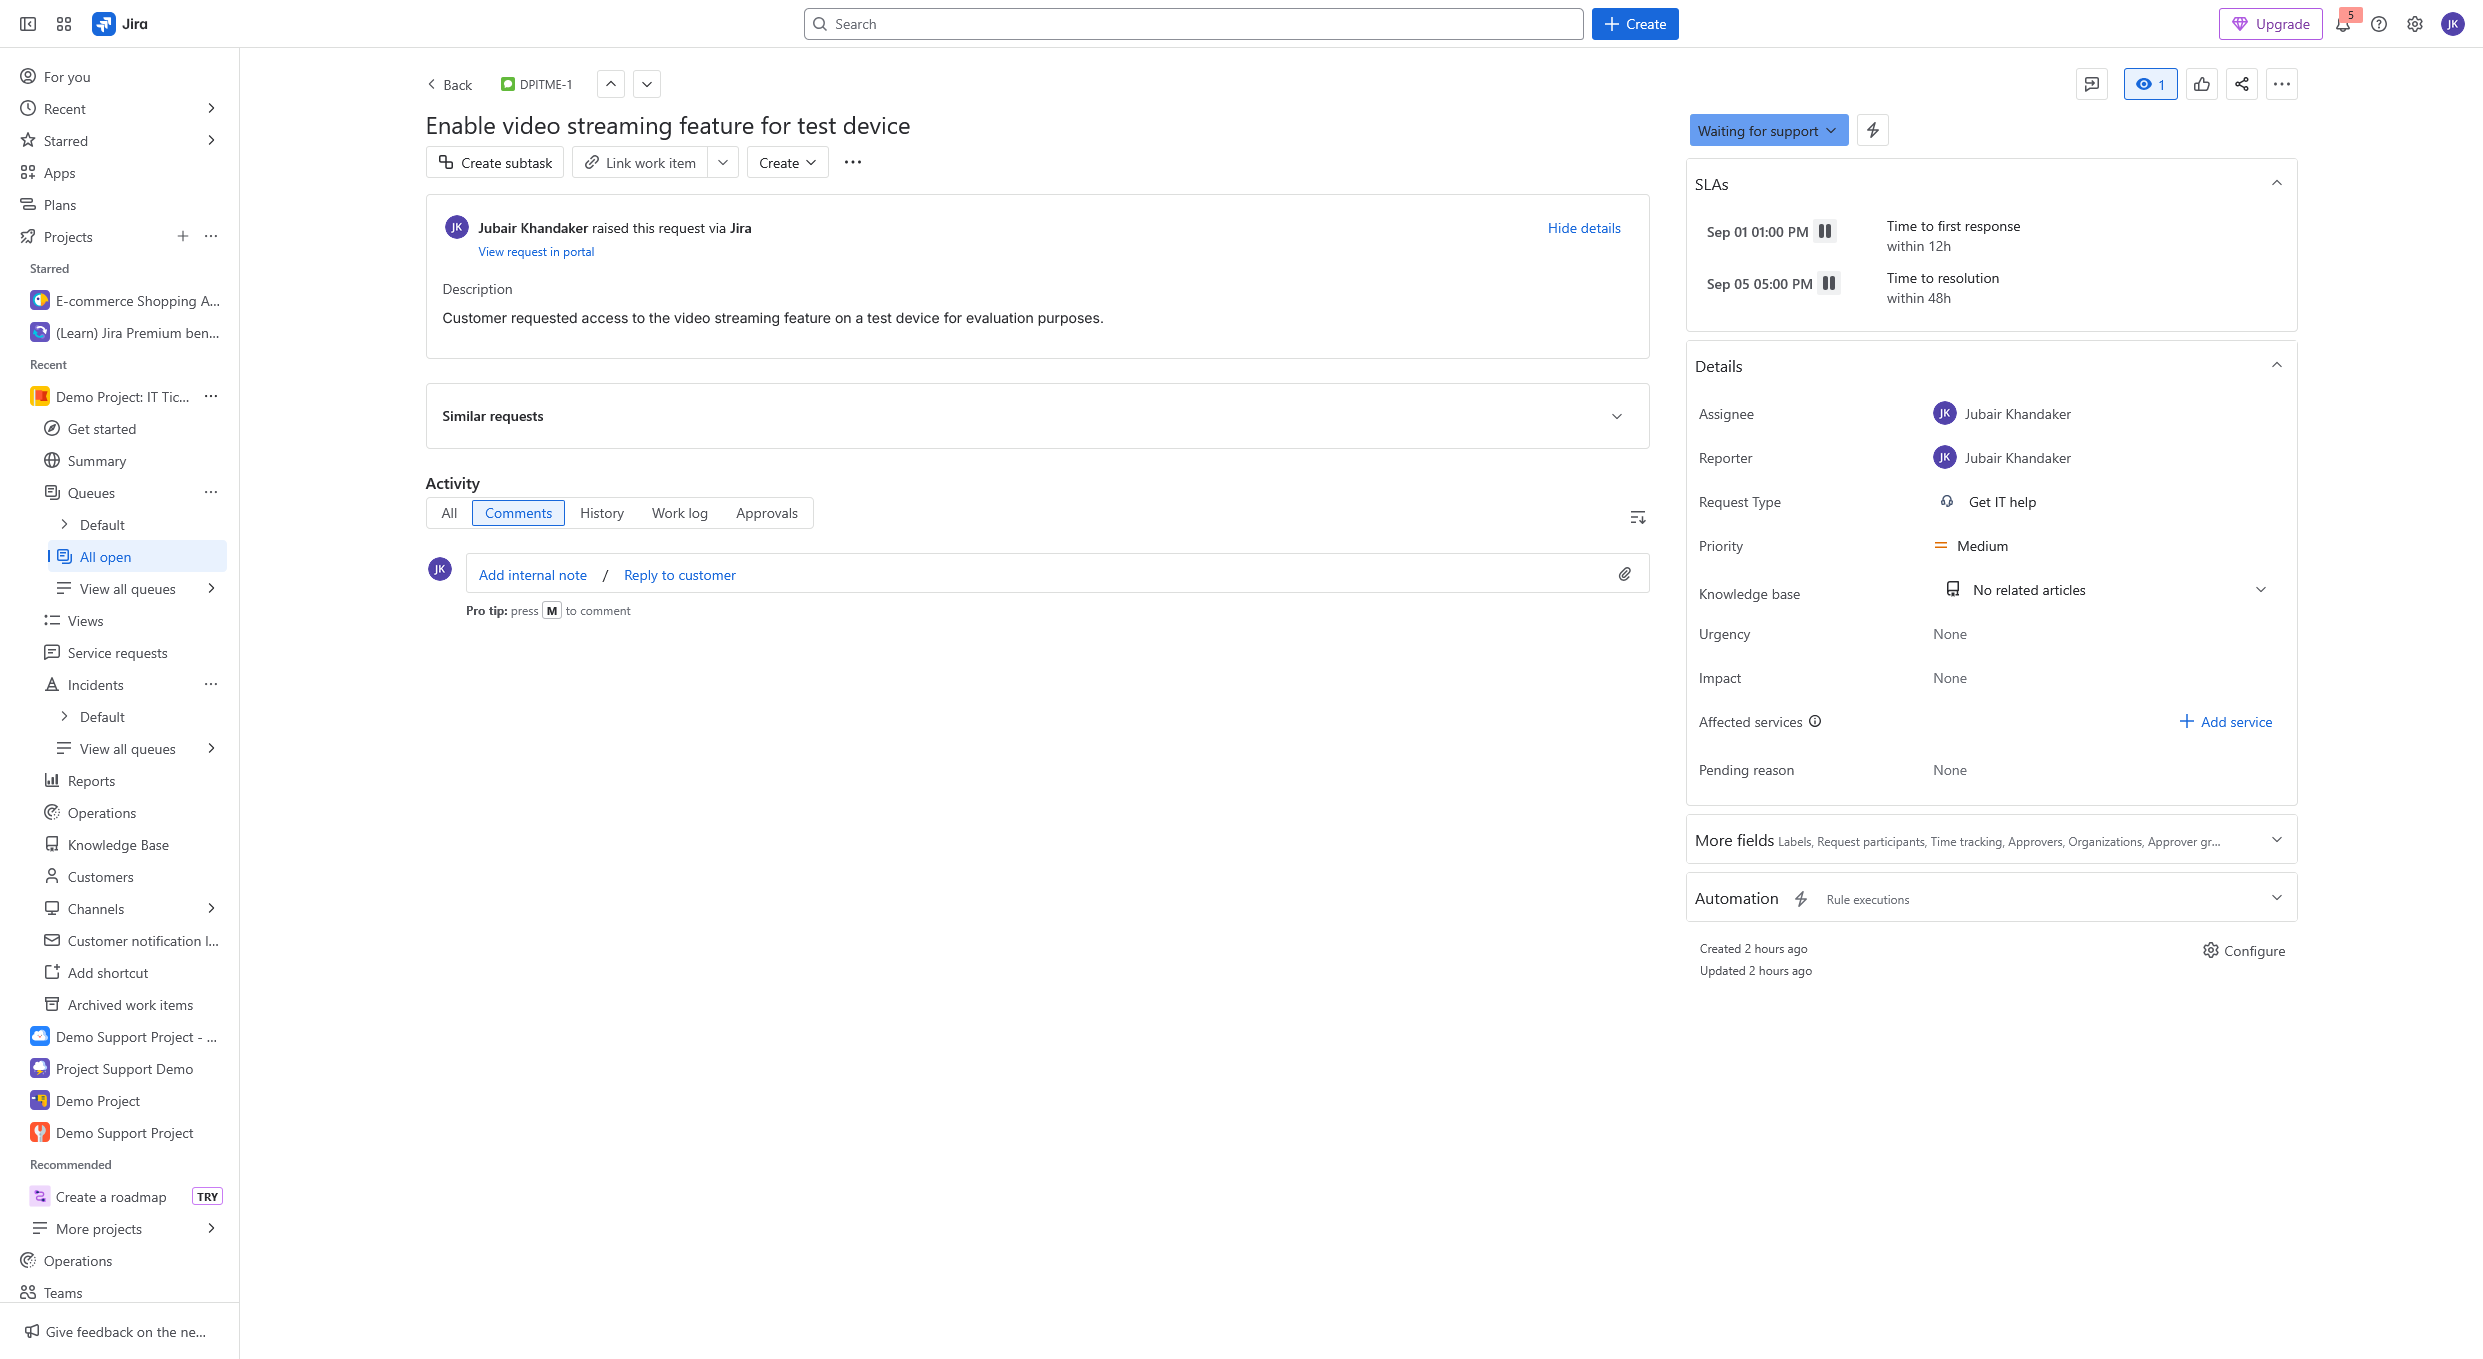 Jira
Search
Create
Upgrade
5
JK
For you
Recent
Starred
Apps
Plans
Projects
Starred
E-commerce Shopping A...
(Learn) Jira Premium ben...
Recent
Demo Project: IT Tic...
Get started
Summary
Queues
Default
All open
View all queues
Views
Service requests
Incidents
Default
View all queues
Reports
Operations
Knowledge Base
Customers
Channels
Customer notification l...
Add shortcut
Archived work items
Demo Support Project - ...
Project Support Demo
Demo Project
Demo Support Project
Recommended
Create a roadmap TRY
More projects
Operations
Teams
Give feedback on the ne...
Back DPITME-1
Enable video streaming feature for test device
Create subtask Link work item Create
JK Jubair Khandaker raised this request via Jira Hide details
View request in portal
Description
Customer requested access to the video streaming feature on a test device for evaluation purposes.
Similar requests
Activity
All Comments History Work log Approvals
JK Add internal note / Reply to customer
Pro tip: press M to comment
1
Waiting for support
SLAs
Sep 01 01:00 PM Time to first response
within 12h
Sep 05 05:00 PM Time to resolution
within 48h
Details
Assignee JK Jubair Khandaker
Reporter JK Jubair Khandaker
Request Type Get IT help
Priority Medium
Knowledge base No related articles
Urgency None
Impact None
Affected services Add service
Pending reason None
More fields Labels, Request participants, Time tracking, Approvers, Organizations, Approver gr...
Automation Rule executions
Created 2 hours ago Configure
Updated 2 hours ago